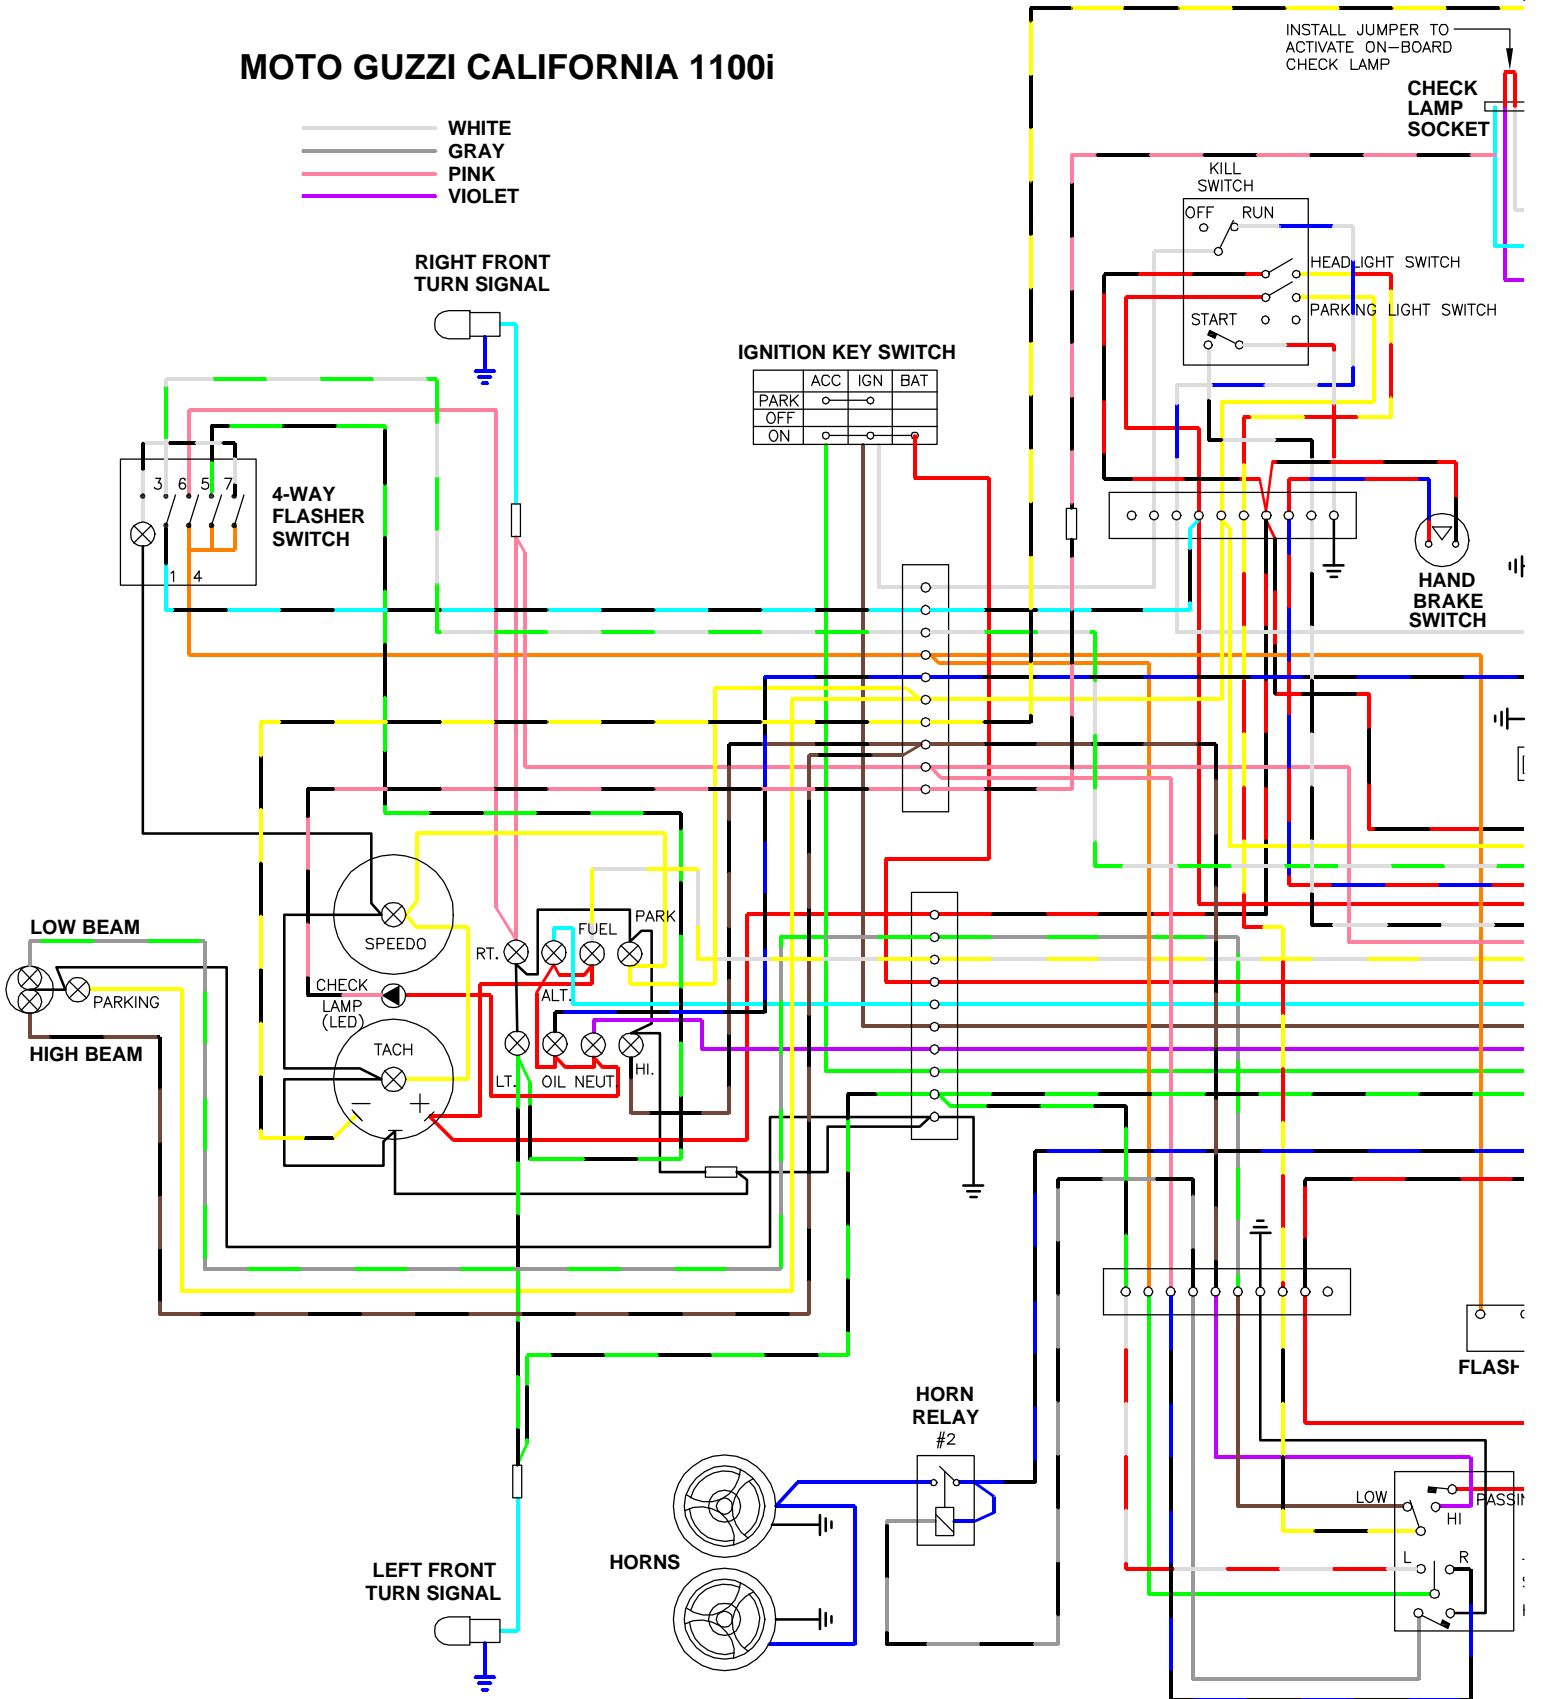 MOTO GUZZI CALIFORNIA 1100i
WHITE
GRAY
PINK
VIOLET
INSTALL JUMPER TO
ACTIVATE ON-BOARD
CHECK LAMP
CHECK
LAMP
SOCKET
KILL
SWITCH
OFF RUN
HEADLIGHT SWITCH
PARKING LIGHT SWITCH
START
RIGHT FRONT
TURN SIGNAL
IGNITION KEY SWITCH
ACC IGN BAT
PARK
OFF
ON
3 6 5 7
1 4
4-WAY
FLASHER
SWITCH
HAND
BRAKE
SWITCH
LOW BEAM
PARKING
HIGH BEAM
SPEEDO
CHECK
LAMP
(LED)
TACH
RT.
FUEL
PARK
ALT.
LT.
OIL NEUT.
HI.
FLASH
HORN
RELAY
#2
HORNS
LOW
HI
PASSIN
L R
LEFT FRONT
TURN SIGNAL